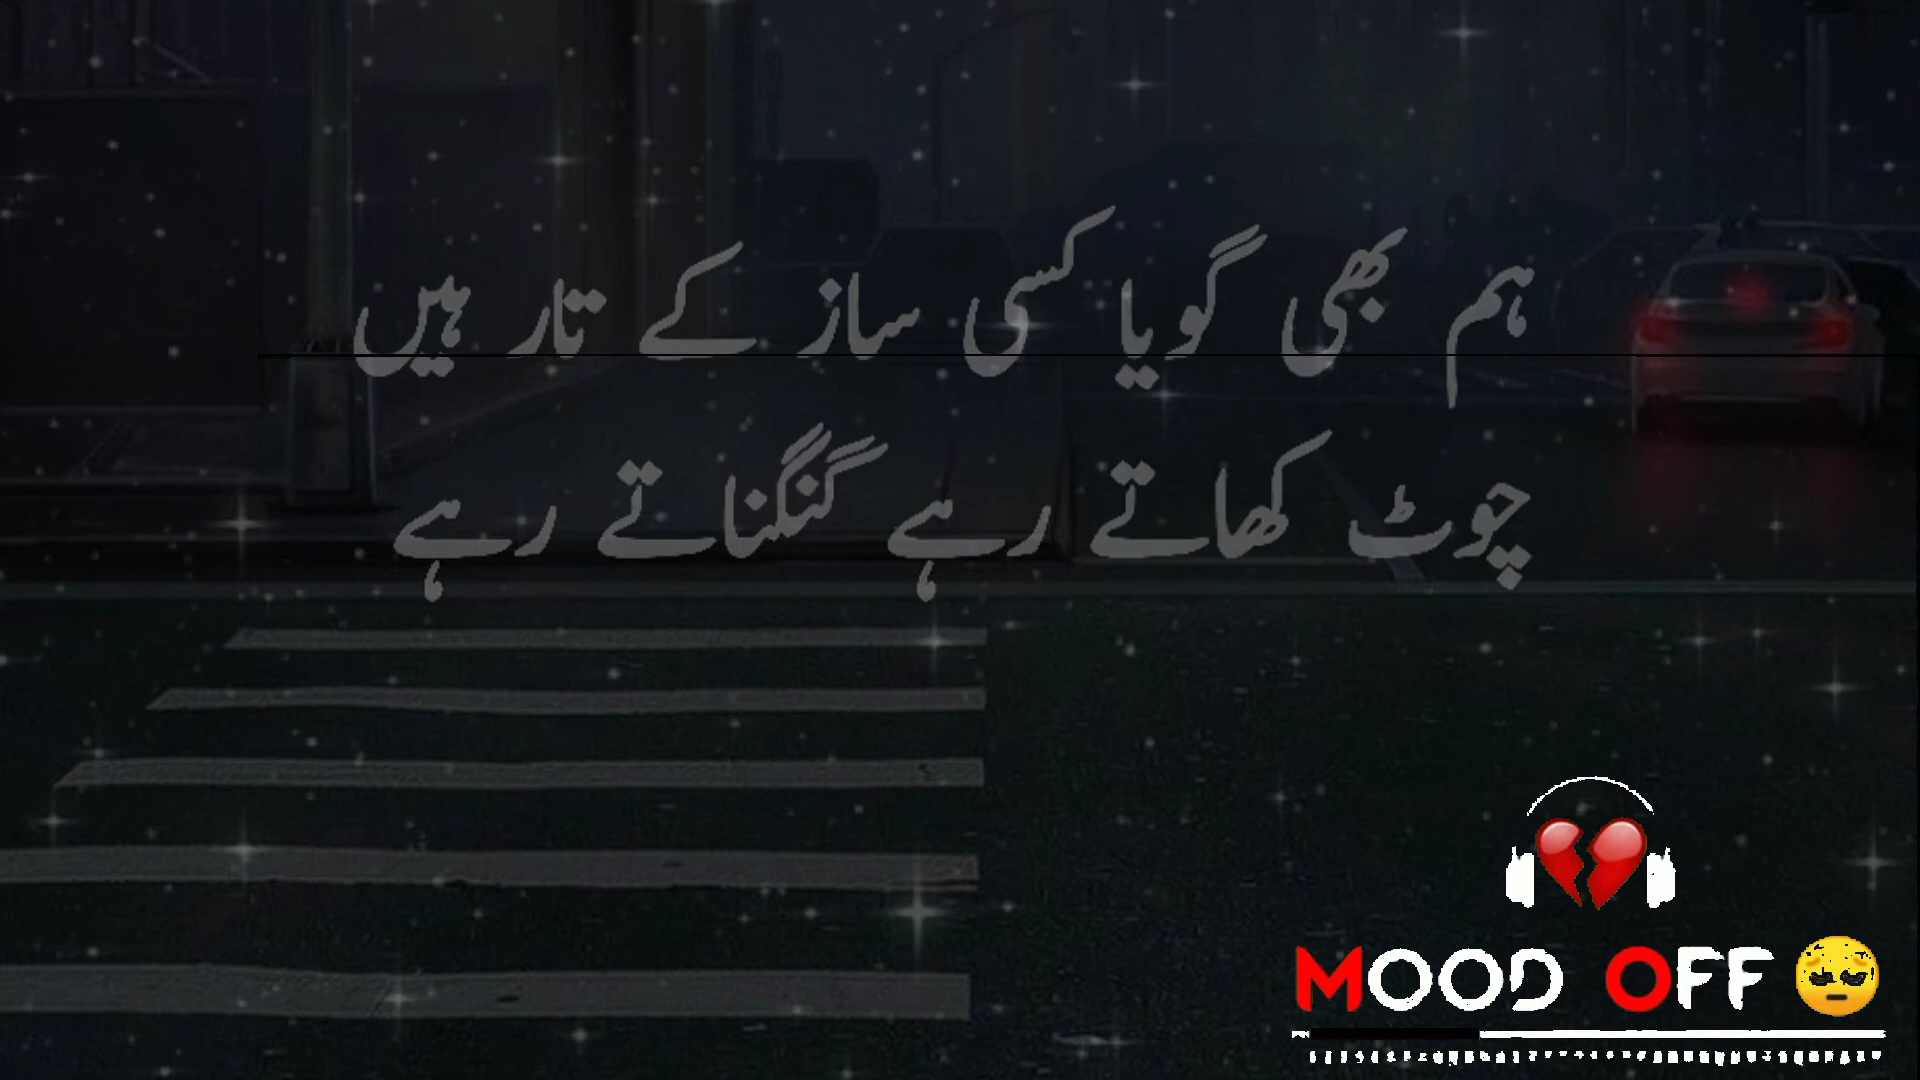 ہم بھی گویا کسی ساز کے تار ہیں
چوٹ کھاتے رہے گنگناتے رہے
MOOD OFF